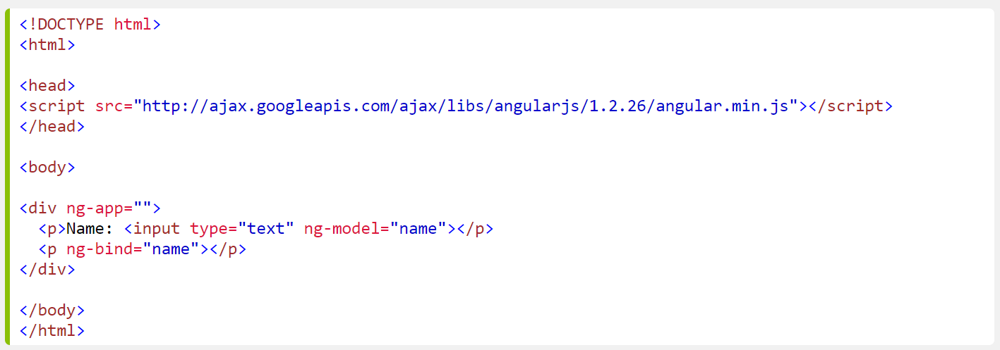 <!DOCTYPE html>
<html>
<head>
<script src="http://ajax.googleapis.com/ajax/libs/angularjs/1.2.26/angular.min.js"></script>
</head>
<body>
<div ng-app="">
<p>Name: <input type="text" ng-model="name"></p>
<p ng-bind="name"></p>
</div>
</body>
</html>